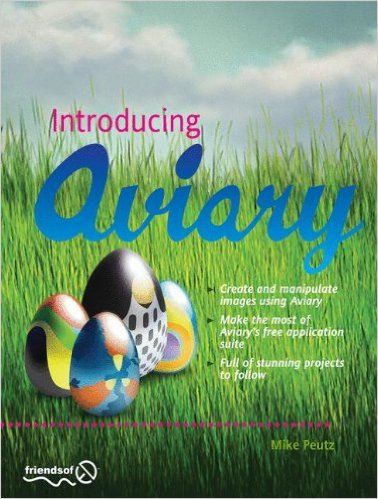 Introducing
Aviary
Create and manipulate
images using Aviary
Make the most of
Aviary's free application
suite
Full of stunning projects
to follow
Mike Peutz
friendsof